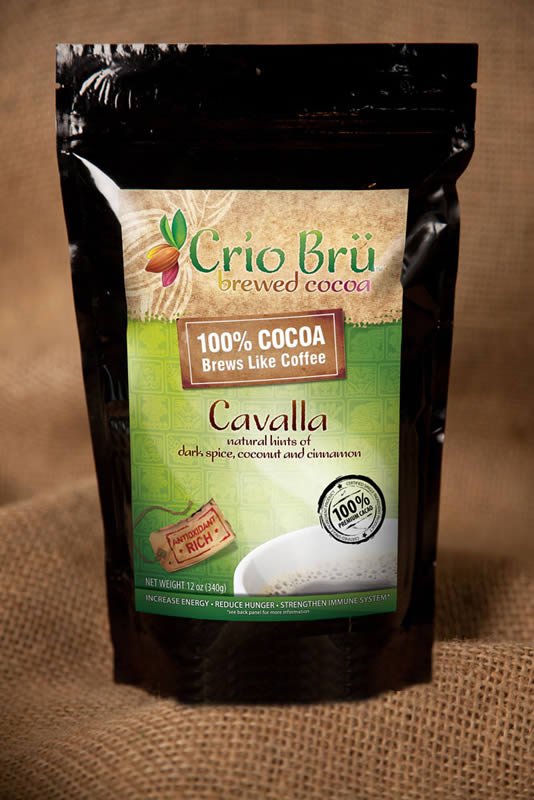 Crio Brü
brewed cocoa
100% COCOA
Brews Like Coffee
Cavalla
natural hints of
dark spice, coconut and cinnamon
ANTIOXIDANT
RICH
100%
PREMIUM CACAO
NET WEIGHT 12 oz (340g)
INCREASE ENERGY • REDUCE HUNGER • STRENGTHEN IMMUNE SYSTEM*
*see back panel for more information